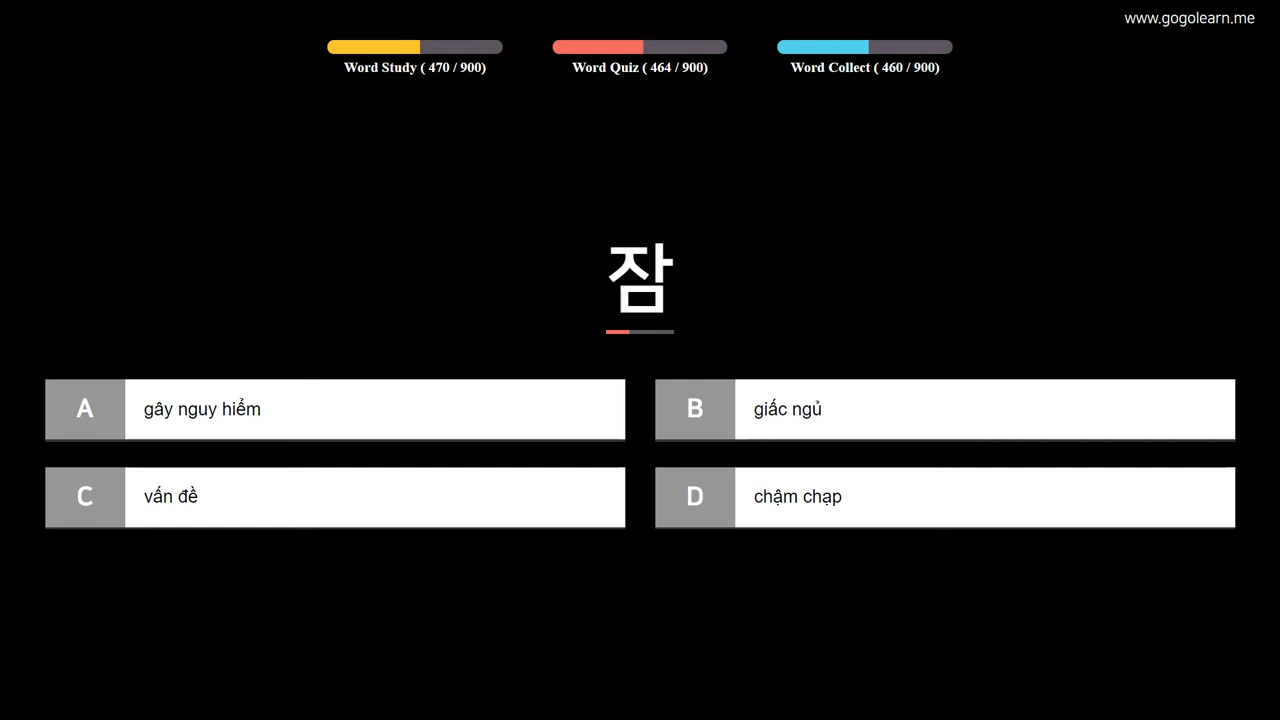 www.gogolearn.me
Word Study ( 470 / 900)
Word Quiz ( 464 / 900)
Word Collect ( 460 / 900)
잠
A gây nguy hiểm
B giấc ngủ
C vấn đề
D chậm chạp